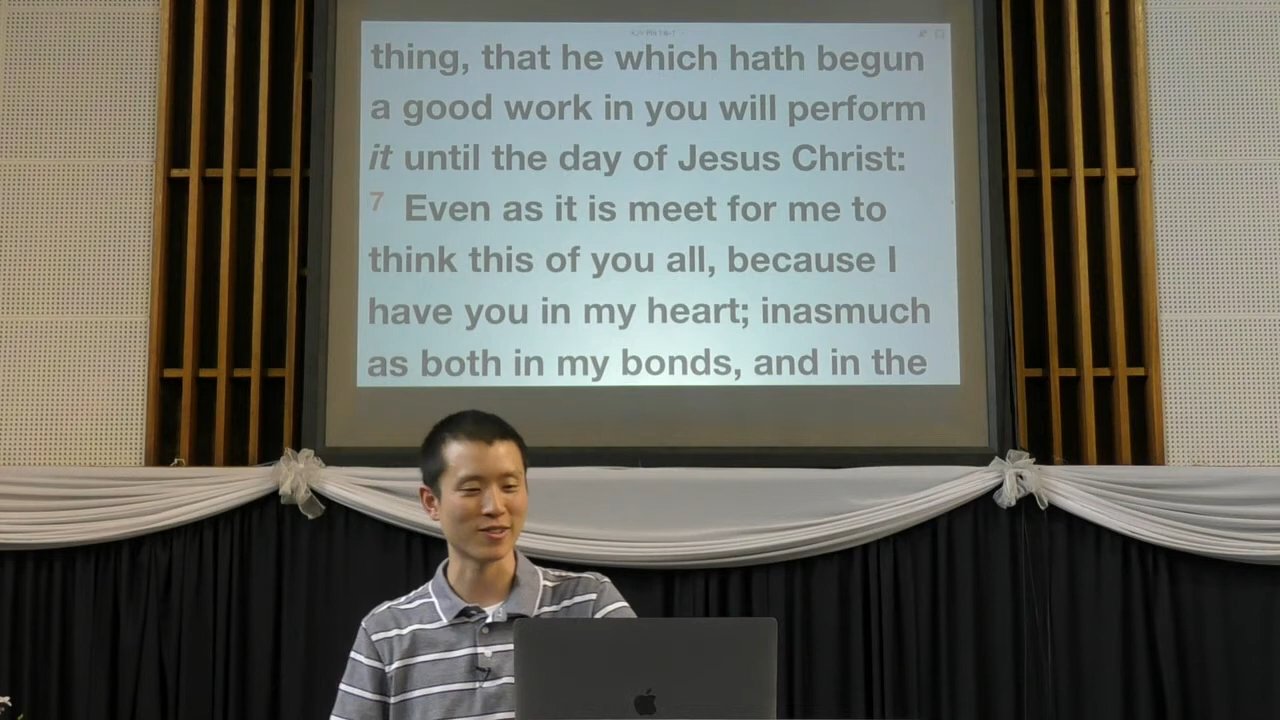 thing, that he which hath begun
a good work in you will perform
it until the day of Jesus Christ:
7 Even as it is meet for me to
think this of you all, because I
have you in my heart; inasmuch
as both in my bonds, and in the